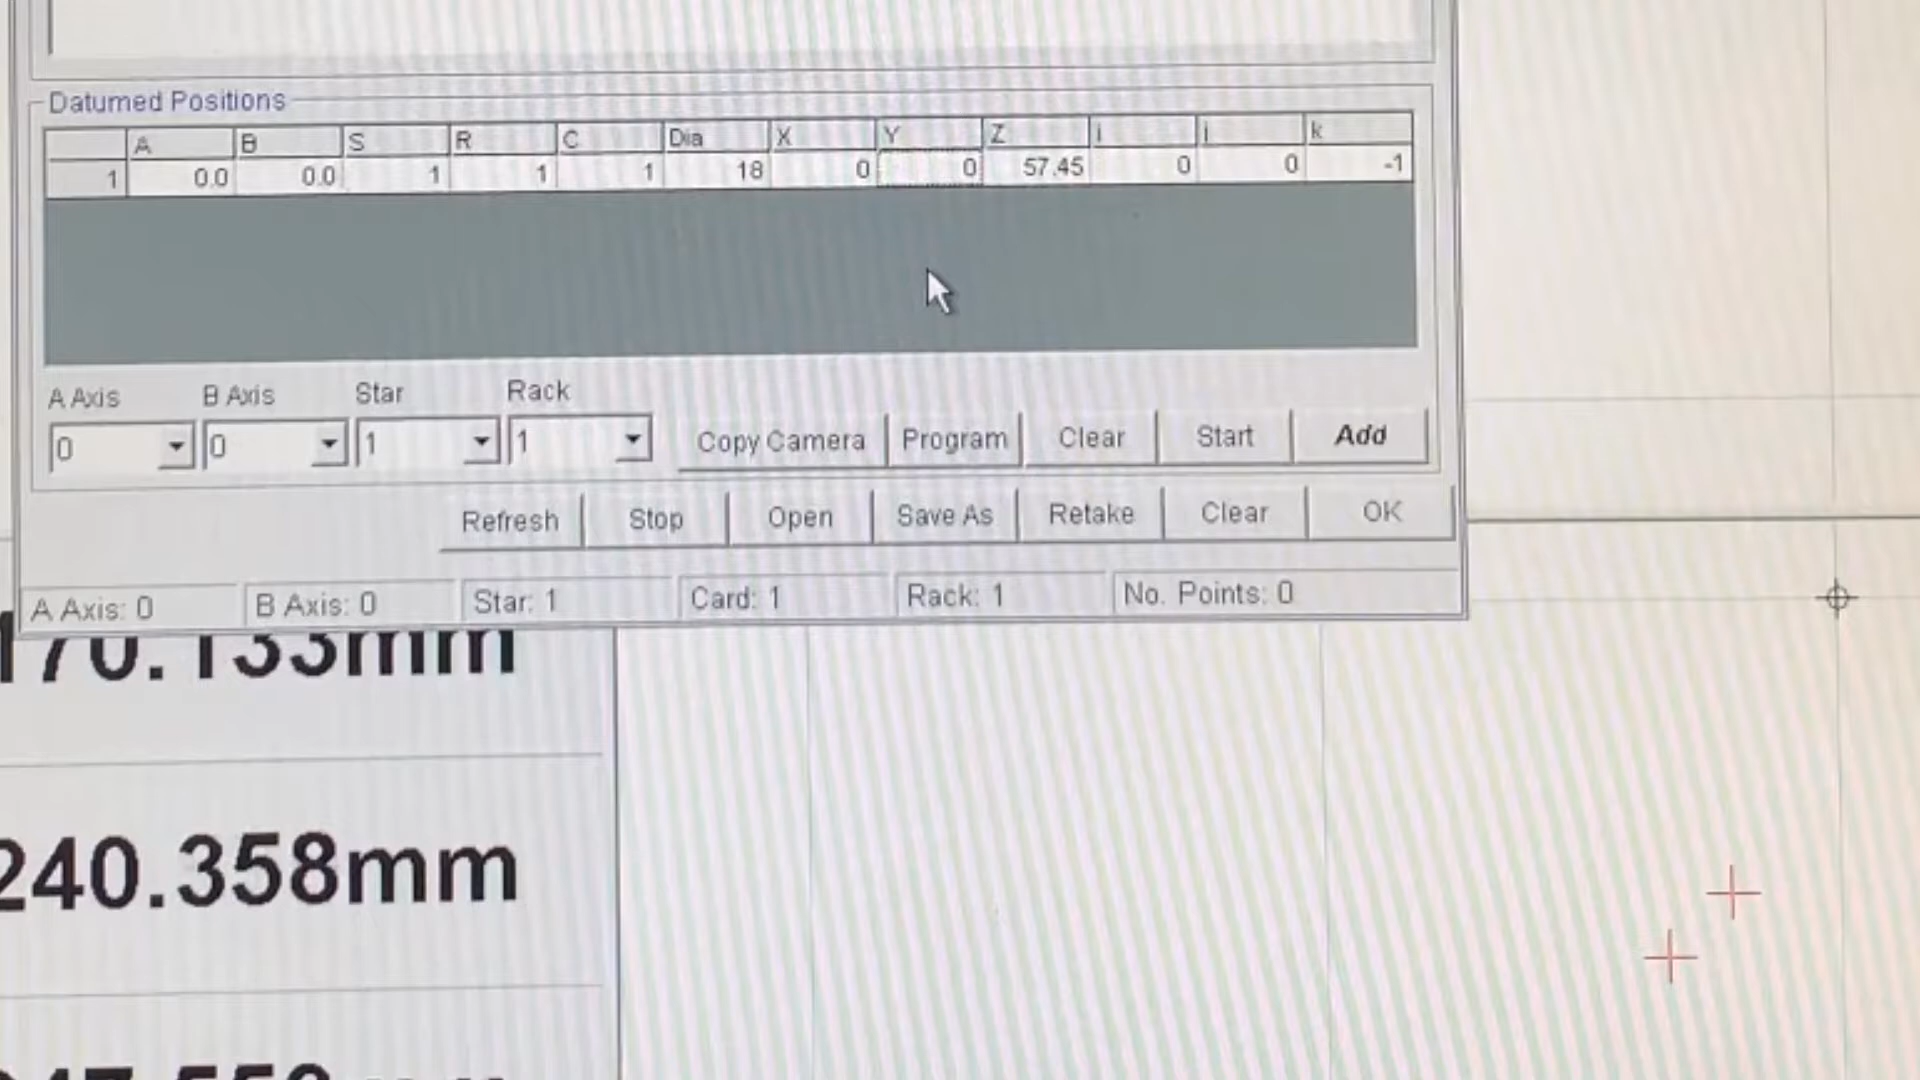 Datumed Positions
A B S R C Dia X Y Z i j k
1 0.0 0.0 1 1 1 18 0 0 57.45 0 0 -1
A Axis B Axis Star Rack
0 0 1 1 Copy Camera Program Clear Start Add
Refresh Stop Open Save As Retake Clear OK
A Axis: 0 B Axis: 0 Star: 1 Card: 1 Rack: 1 No. Points: 0
170.133mm
240.358mm